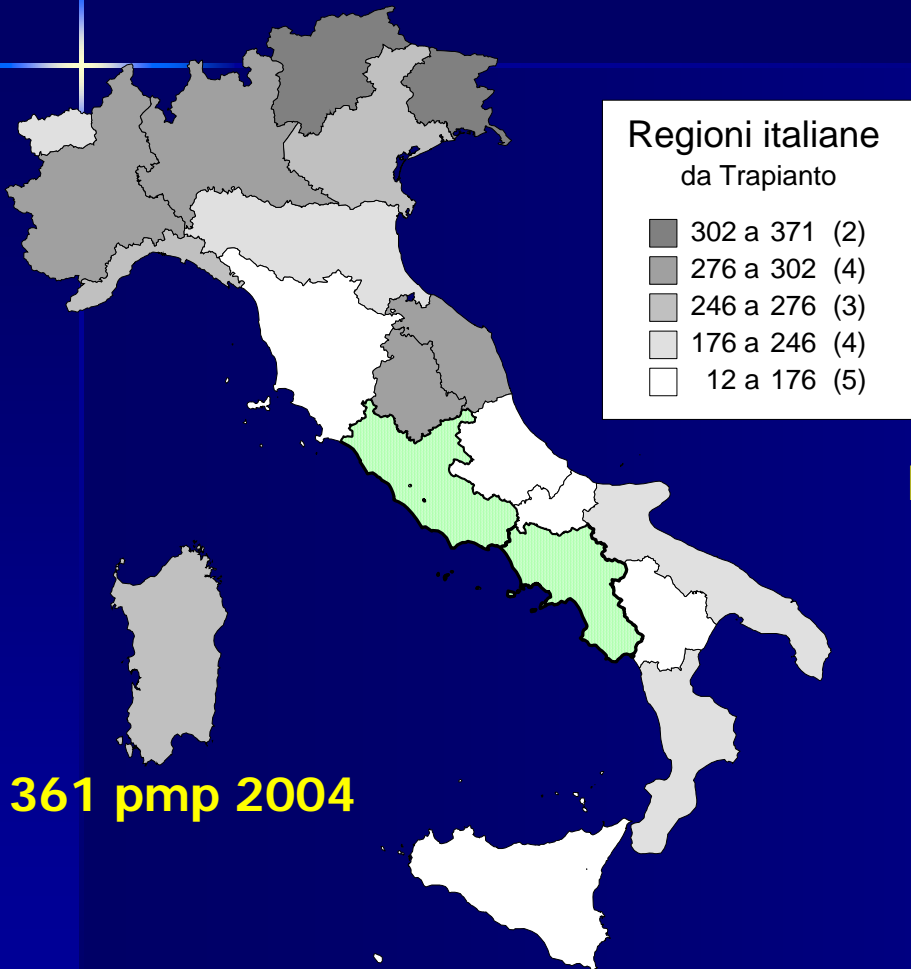 Regioni italiane
da Trapianto
302 a 371 (2)
276 a 302 (4)
246 a 276 (3)
176 a 246 (4)
12 a 176 (5)
361 pmp 2004